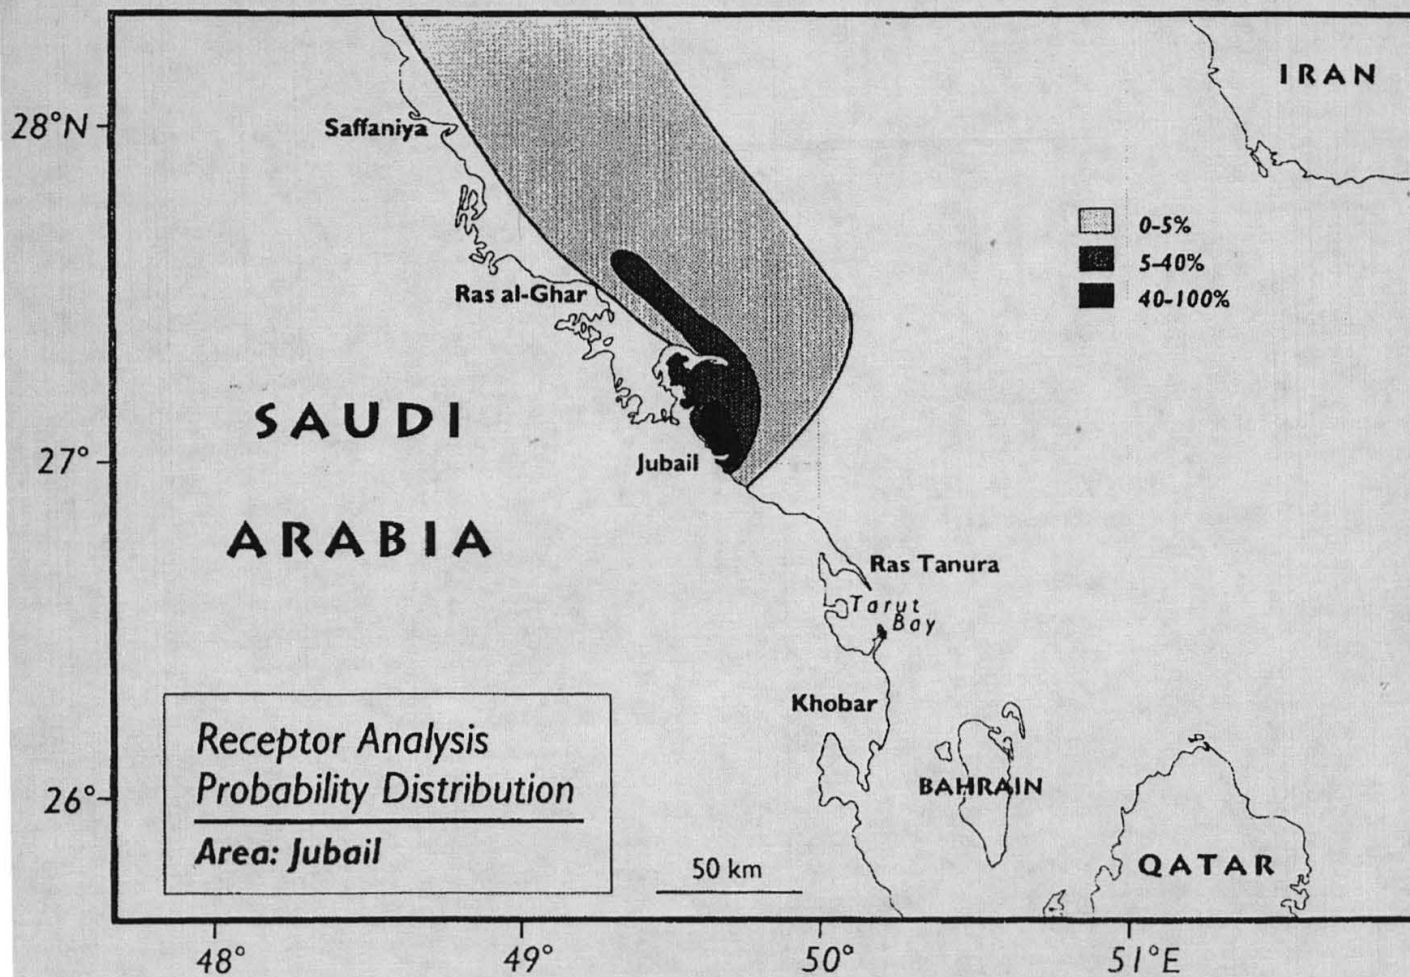 IRAN
28°N
Saffaniya
0-5%
5-40%
40-100%
Ras al-Ghar
SAUDI
27°
Jubail
ARABIA
Ras Tanura
Tarut
Bay
Khobar
Receptor Analysis
Probability Distribution
26°
BAHRAIN
Area: Jubail
50 km
QATAR
48°
49°
50°
51°E